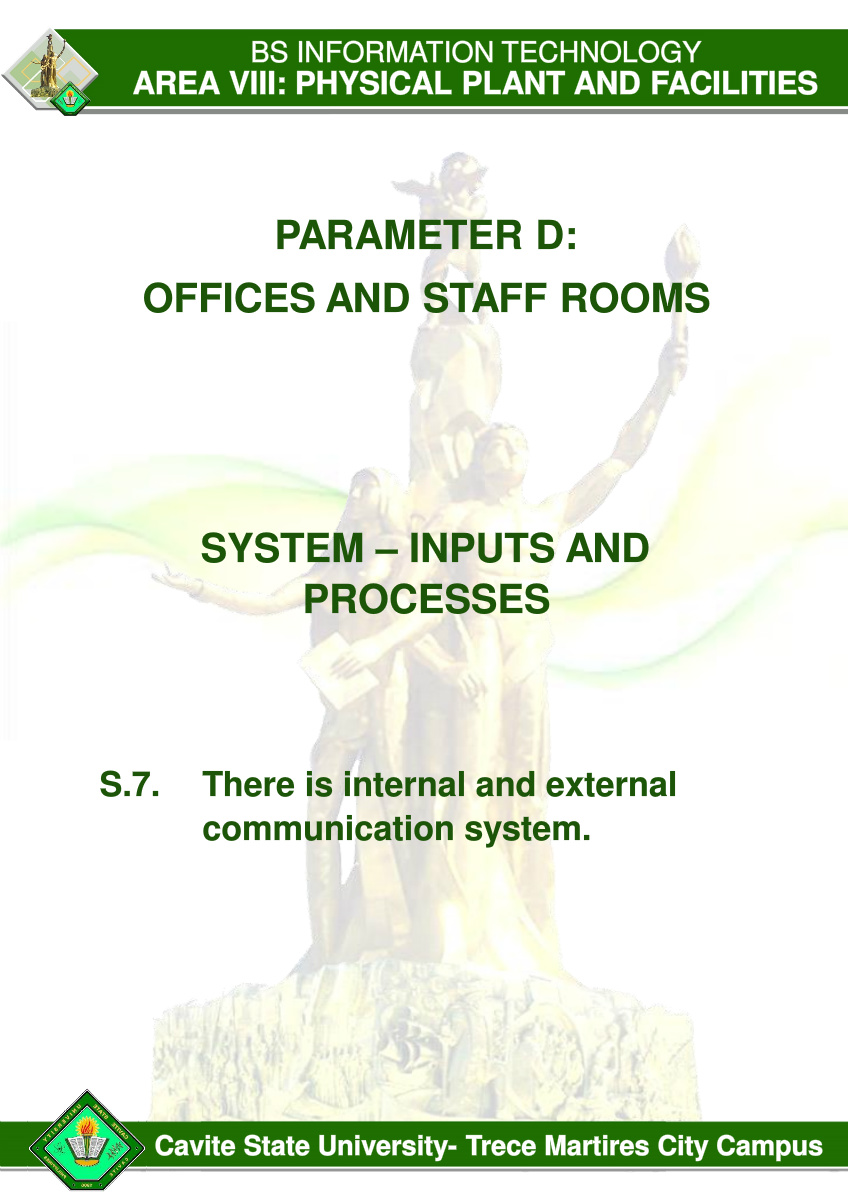 BS INFORMATION TECHNOLOGY
AREA VIII: PHYSICAL PLANT AND FACILITIES
PARAMETER D:
OFFICES AND STAFF ROOMS
SYSTEM – INPUTS AND
PROCESSES
S.7. There is internal and external
communication system.
Cavite State University- Trece Martires City Campus